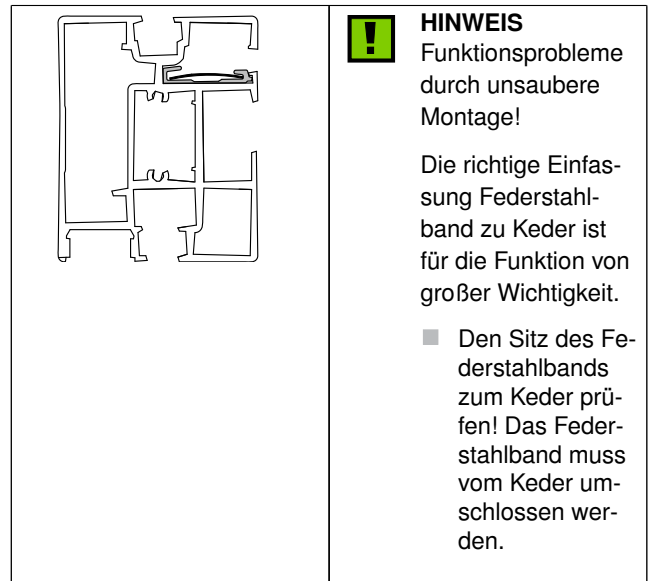 HINWEIS
Funktionsprobleme
durch unsaubere
Montage!
Die richtige Einfas-
sung Federstahl-
band zu Keder ist
für die Funktion von
großer Wichtigkeit.
Den Sitz des Fe-
derstahlbands
zum Keder prü-
fen! Das Feder-
stahlband muss
vom Keder um-
schlossen wer-
den.